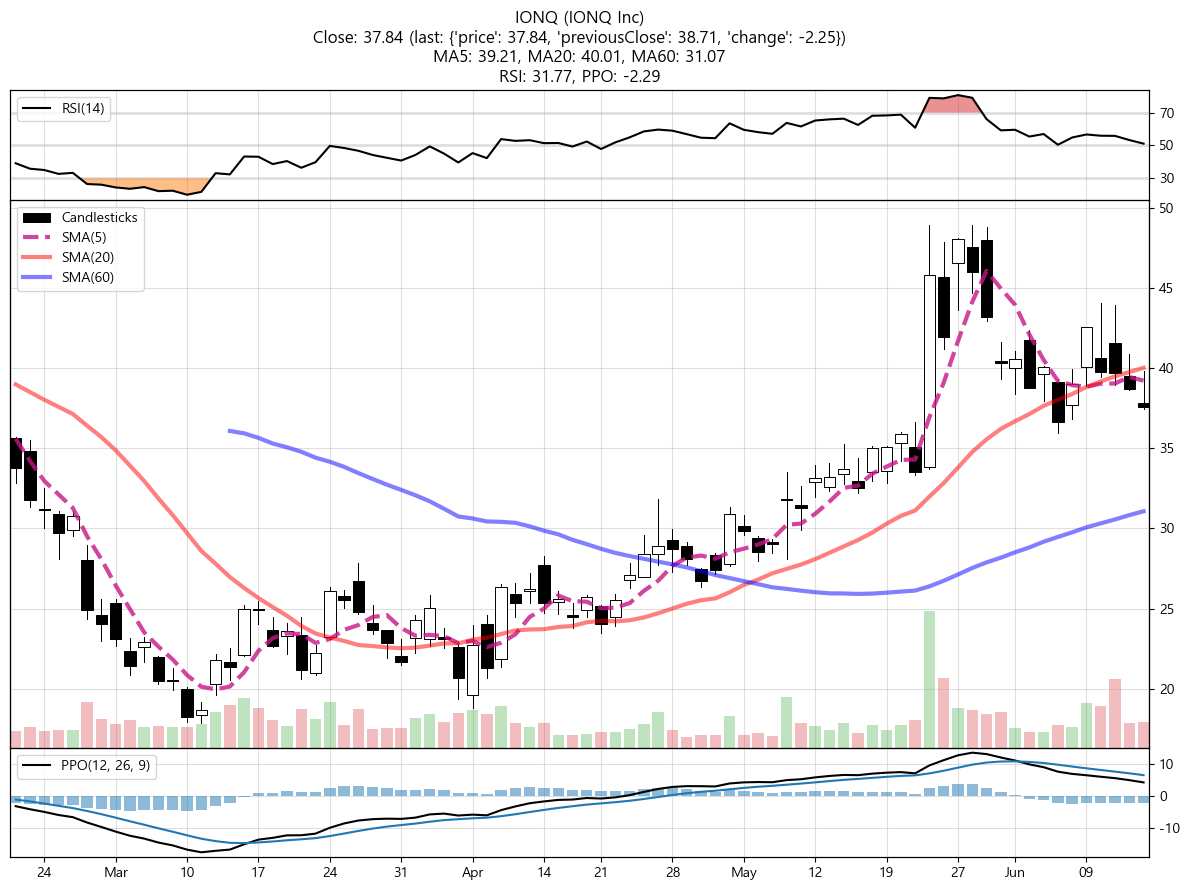 IONQ (IONQ Inc)
Close: 37.84 (last: {'price': 37.84, 'previousClose': 38.71, 'change': -2.25})
MA5: 39.21, MA20: 40.01, MA60: 31.07
RSI: 31.77, PPO: -2.29
RSI(14)
70
50
30
Candlesticks
SMA(5)
SMA(20)
SMA(60)
50
45
40
35
30
25
20
PPO(12, 26, 9)
10
0
-10
24 Mar 10 17 24 31 Apr 14 21 28 May 12 19 27 Jun 09